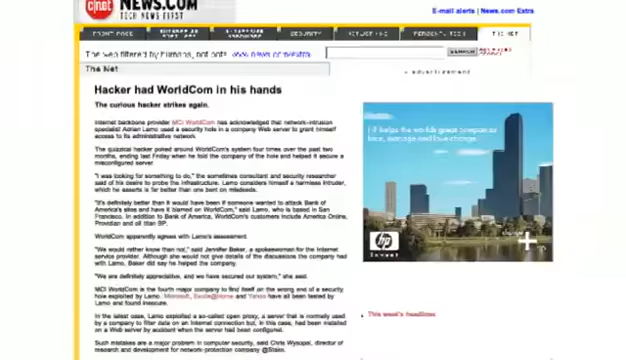 c|net
NEWS.COM
TECH NEWS FIRST
E-mail alerts | News.com Extra
FRONT PAGE
SECURITY
The web filtered by humans, not bots.
SEARCH
The Net
advertisement
Hacker had WorldCom in his hands
The curious hacker strikes again.
Internet backbone provider MCI WorldCom has acknowledged that network-intrusion
specialist Adrian Lamo used a security hole in a company Web server to grant himself
access to its administrative network.
The quizzical hacker poked around WorldCom's system four times over the past two
months, ending last Friday when he told the company of the hole and helped it secure a
misconfigured server.
"I was looking for something to do," the sometimes consultant and security researcher
said of his desire to probe the infrastructure. Lamo considers himself a harmless intruder,
which he asserts is far better than one bent on misdeeds.
"It's definitely better than it would have been if someone wanted to attack Bank of
America's sites and have it blamed on WorldCom," said Lamo, who is based in San
Francisco. In addition to Bank of America, WorldCom's customers include America Online,
Providian and
WorldCom apparently agrees with Lamo's assessment.
"We would rather know than not," said Jennifer Baker, a spokeswoman for the Internet
service provider. Although she would not give details of the discussions the company had
with Lamo, Baker did say he helped the company.
"We are definitely appreciative, and we have secured our system," she said.
MCI WorldCom is the fourth major company to find itself on the wrong end of a security
hole exploited by Lamo. Microsoft, Excite@Home and Yahoo have all been tested by
Lamo and found insecure.
In the latest case, Lamo exploited a so-called open proxy, a server that is normally used
by a company to filter data on an Internet connection but, in this case, had been installed
on a Web server by accident when the server had been configured.
Such mistakes are a major problem in computer security, said Chris Wysopal, director of
research and development for network-protection company @Stake.
hp
invent
This week's headlines